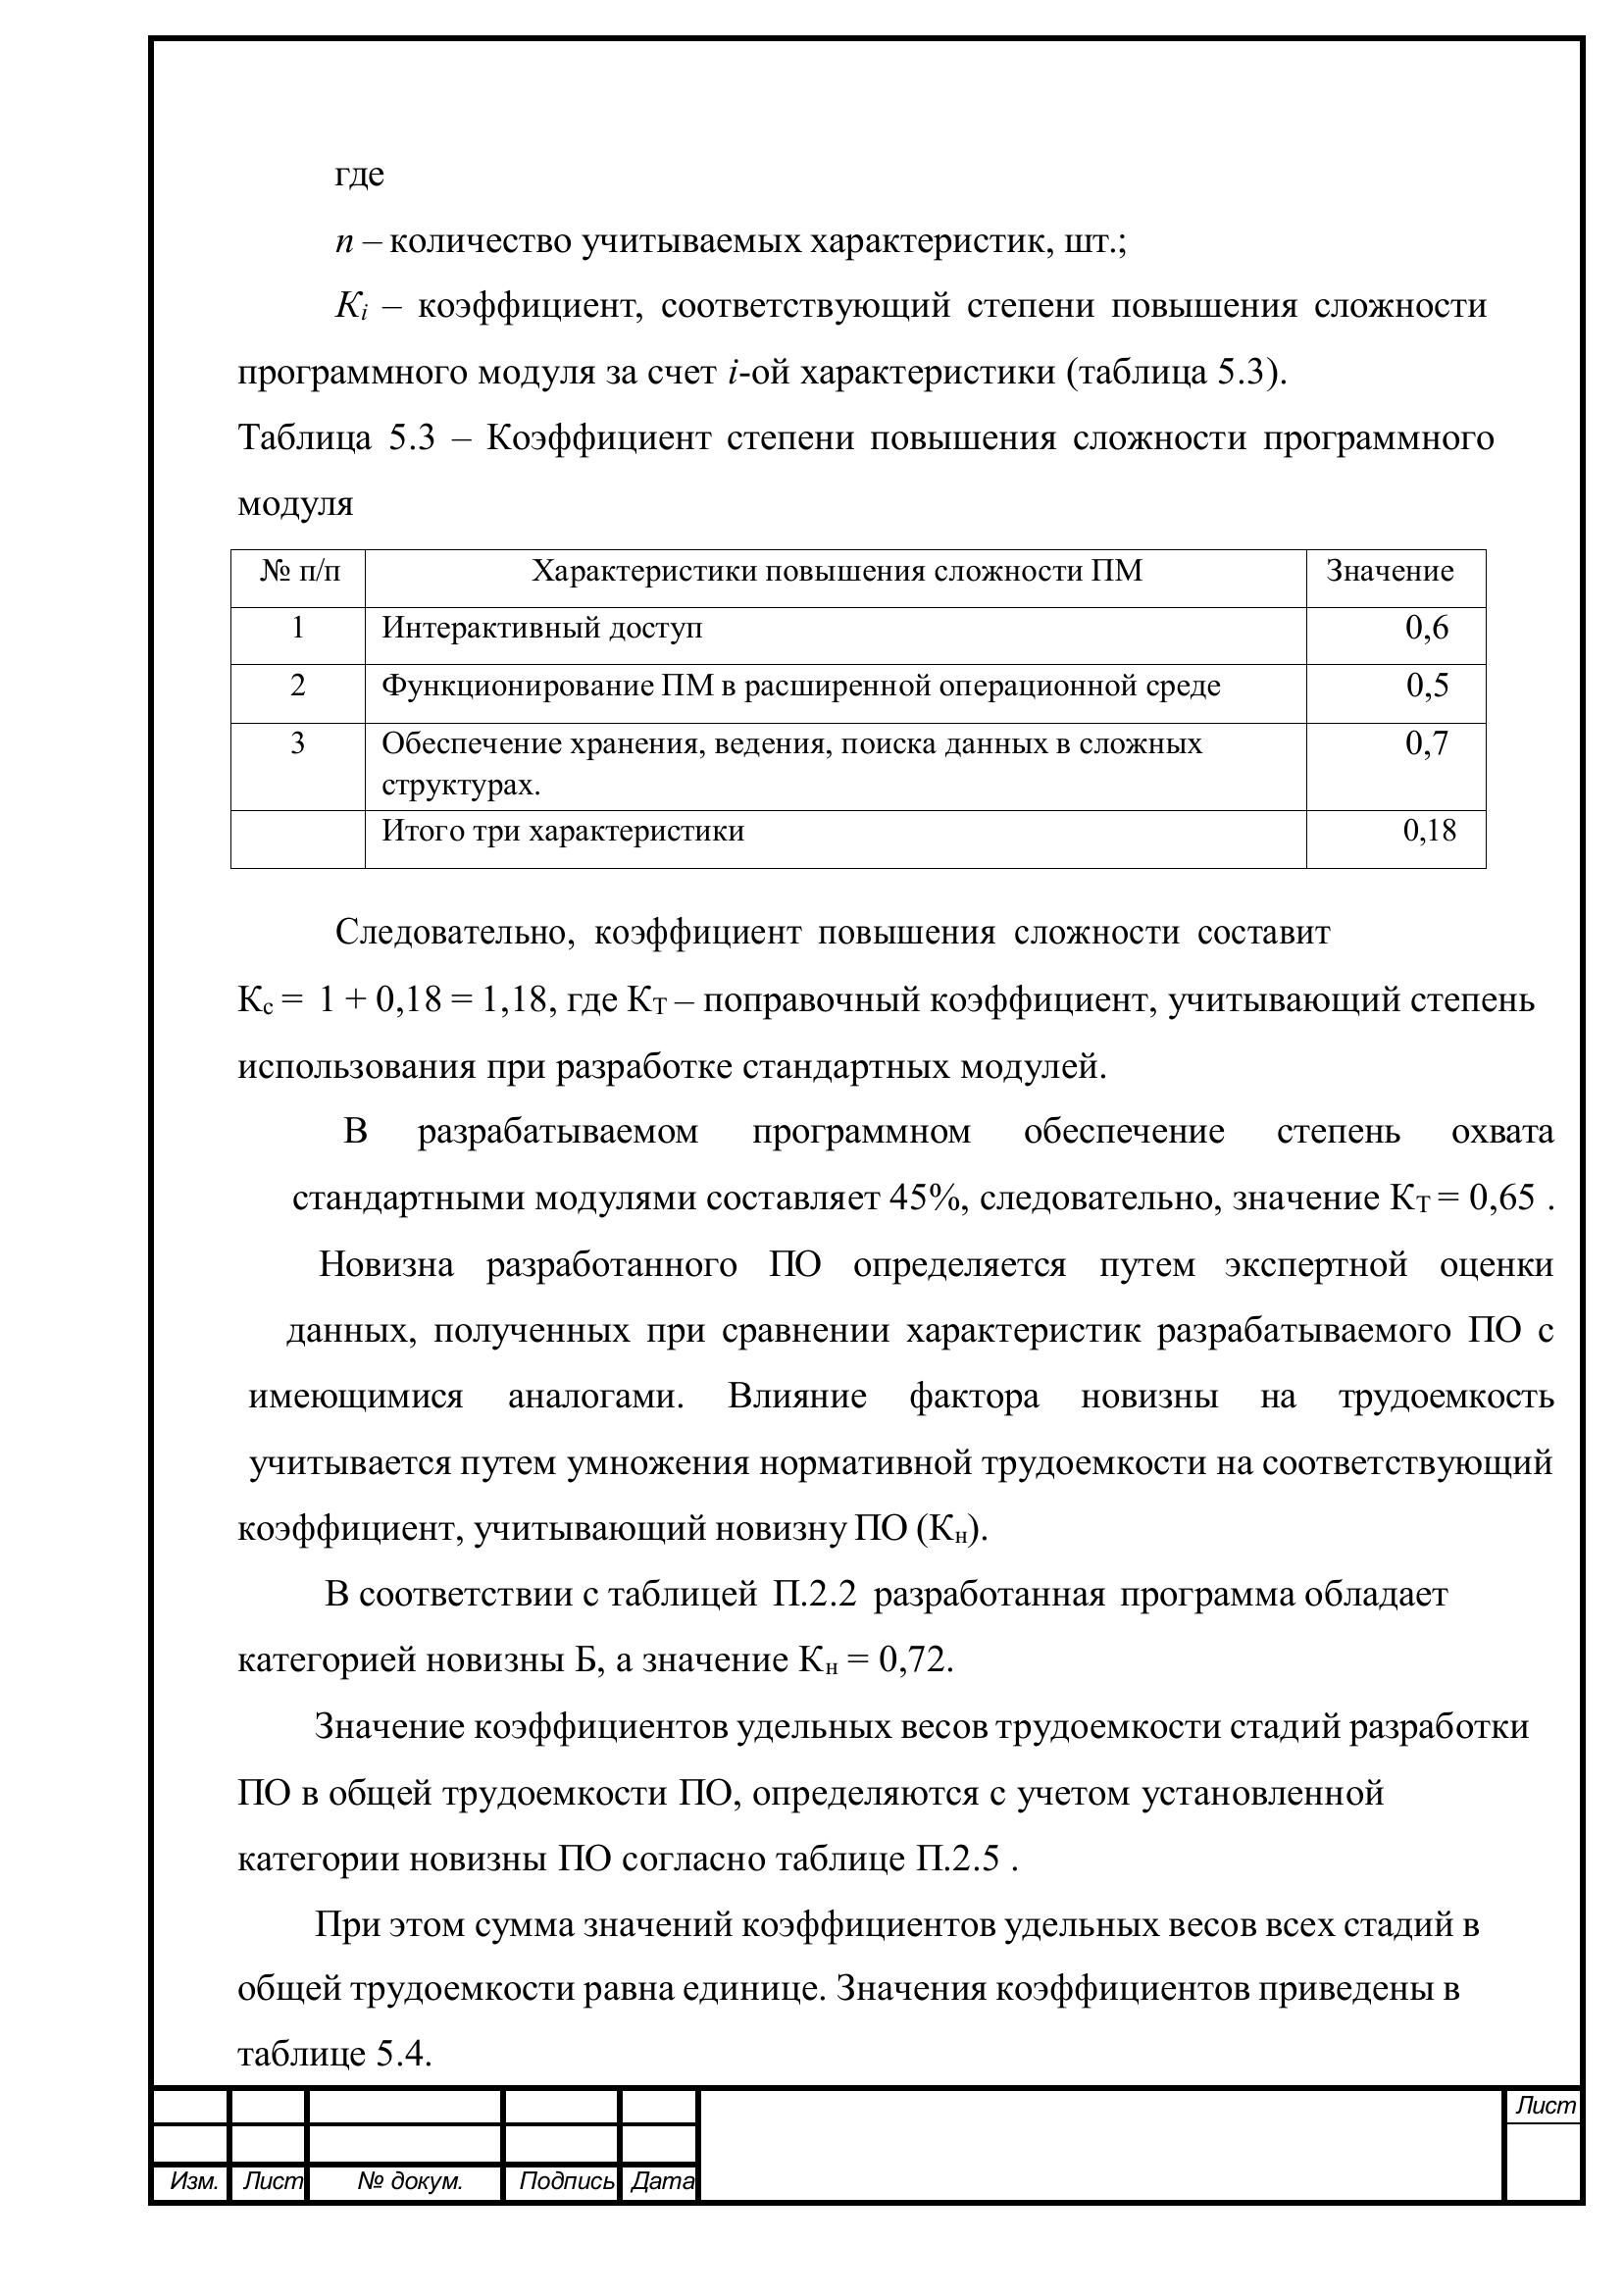 где
n – количество учитываемых характеристик, шт.;
Ki – коэффициент, соответствующий степени повышения сложности
программного модуля за счет i-ой характеристики (таблица 5.3).
Таблица 5.3 – Коэффициент степени повышения сложности программного
модуля
№ п/п Характеристики повышения сложности ПМ Значение
1 Интерактивный доступ 0,6
2 Функционирование ПМ в расширенной операционной среде 0,5
3 Обеспечение хранения, ведения, поиска данных в сложных 0,7
структурах.
Итого три характеристики 0,18
Следовательно, коэффициент повышения сложности составит
Кс = 1 + 0,18 = 1,18, где КТ – поправочный коэффициент, учитывающий степень
использования при разработке стандартных модулей.
В разрабатываемом программном обеспечение степень охвата
стандартными модулями составляет 45%, следовательно, значение КТ = 0,65 .
Новизна разработанного ПО определяется путем экспертной оценки
данных, полученных при сравнении характеристик разрабатываемого ПО с
имеющимися аналогами. Влияние фактора новизны на трудоемкость
учитывается путем умножения нормативной трудоемкости на соответствующий
коэффициент, учитывающий новизну ПО (Кн).
В соответствии с таблицей П.2.2 разработанная программа обладает
категорией новизны Б, а значение Кн = 0,72.
Значение коэффициентов удельных весов трудоемкости стадий разработки
ПО в общей трудоемкости ПО, определяются с учетом установленной
категории новизны ПО согласно таблице П.2.5 .
При этом сумма значений коэффициентов удельных весов всех стадий в
общей трудоемкости равна единице. Значения коэффициентов приведены в
таблице 5.4.
Лист
Изм. Лист № докум. Подпись Дата